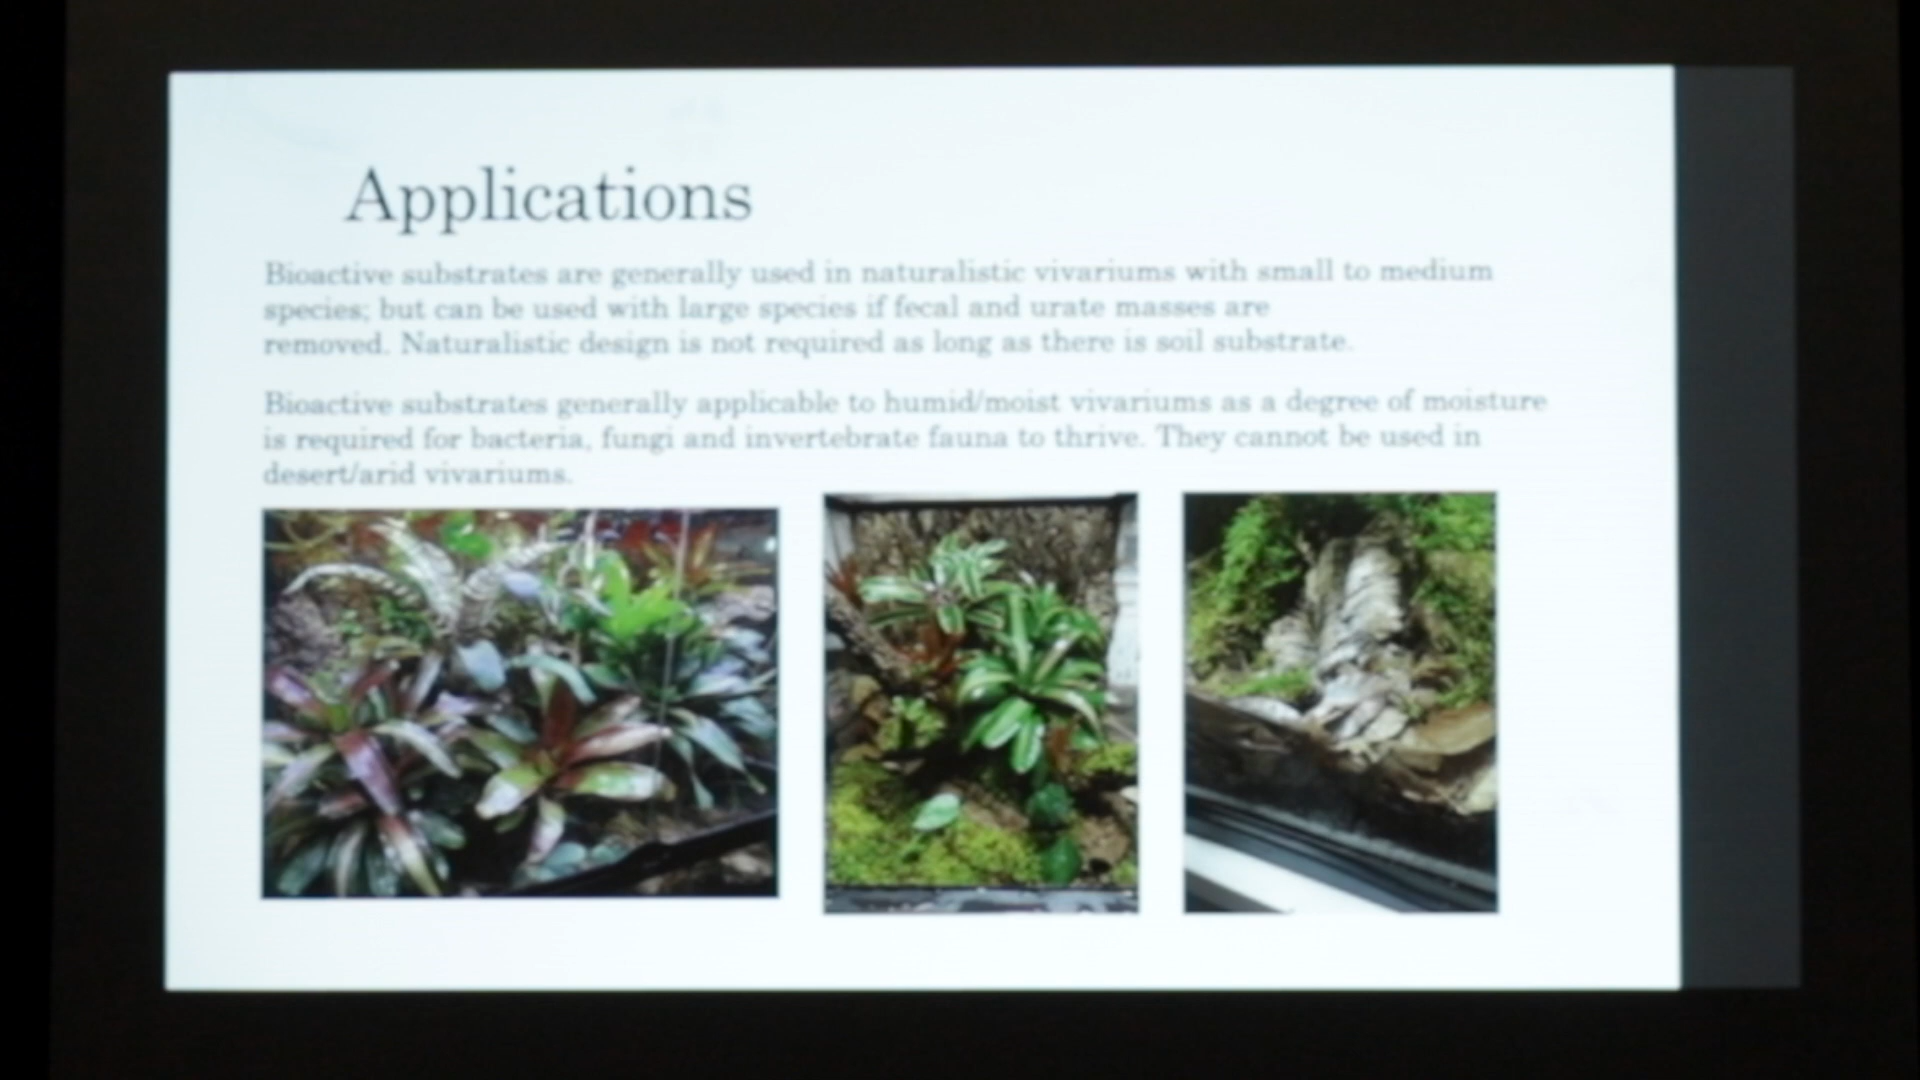 Applications
Bioactive substrates are generally used in naturalistic vivariums with small to medium
species; but can be used with large species if fecal and urate masses are
removed. Naturalistic design is not required as long as there is soil substrate.
Bioactive substrates generally applicable to humid/moist vivariums as a degree of moisture
is required for bacteria, fungi and invertebrate fauna to thrive. They cannot be used in
desert/arid vivariums.